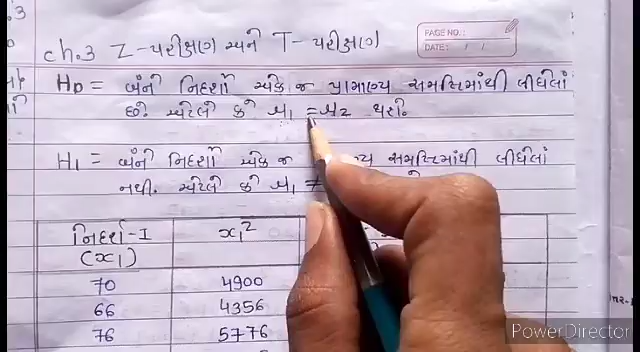 PAGE NO.:
DATE: / /
ch.3 Z-પરીક્ષણ અને T-પરીક્ષણ
H0 = બંને નિદર્શો એક જ પ્રામાણ્ય સમષ્ટિમાંથી લીધેલાં
છે. એટલે કે μ1 = μ2 થશે.
H1 = બંને નિદર્શો એક જ સમષ્ટિમાંથી લીધેલાં
નથી. એટલે કે μ1 ≠
નિદર્શ-I x1²
(x1)
70 4900
66 4356
76 5776
PowerDirector